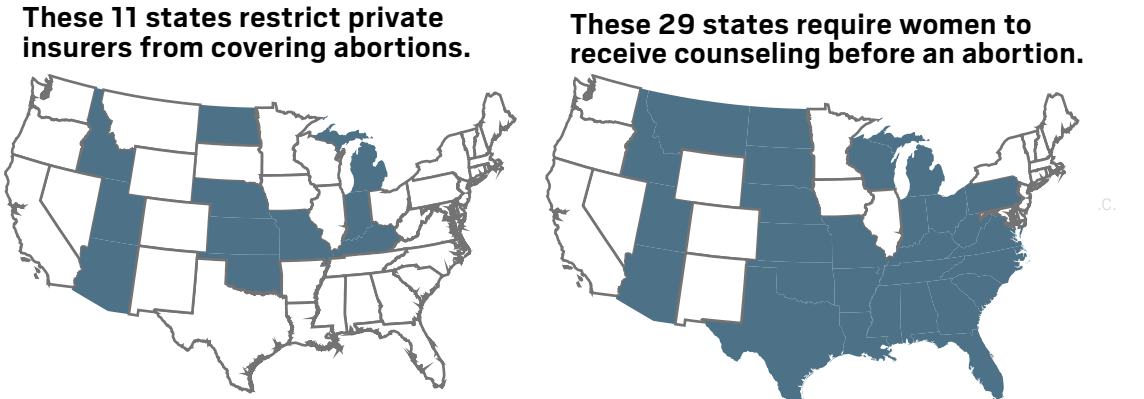 These 11 states restrict private
insurers from covering abortions.
These 29 states require women to
receive counseling before an abortion.
.C.